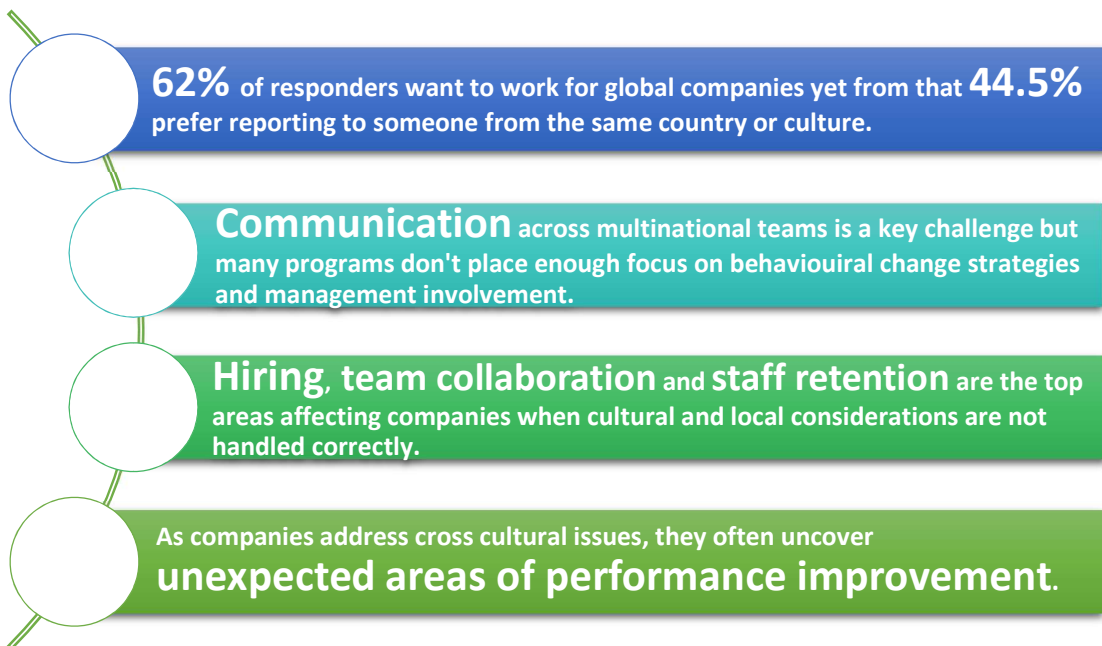 62% of responders want to work for global companies yet from that 44.5%
prefer reporting to someone from the same country or culture.
Communication across multinational teams is a key challenge but
many programs don't place enough focus on behaviouiral change strategies
and management involvement.
Hiring, team collaboration and staff retention are the top
areas affecting companies when cultural and local considerations are not
handled correctly.
As companies address cross cultural issues, they often uncover
unexpected areas of performance improvement.